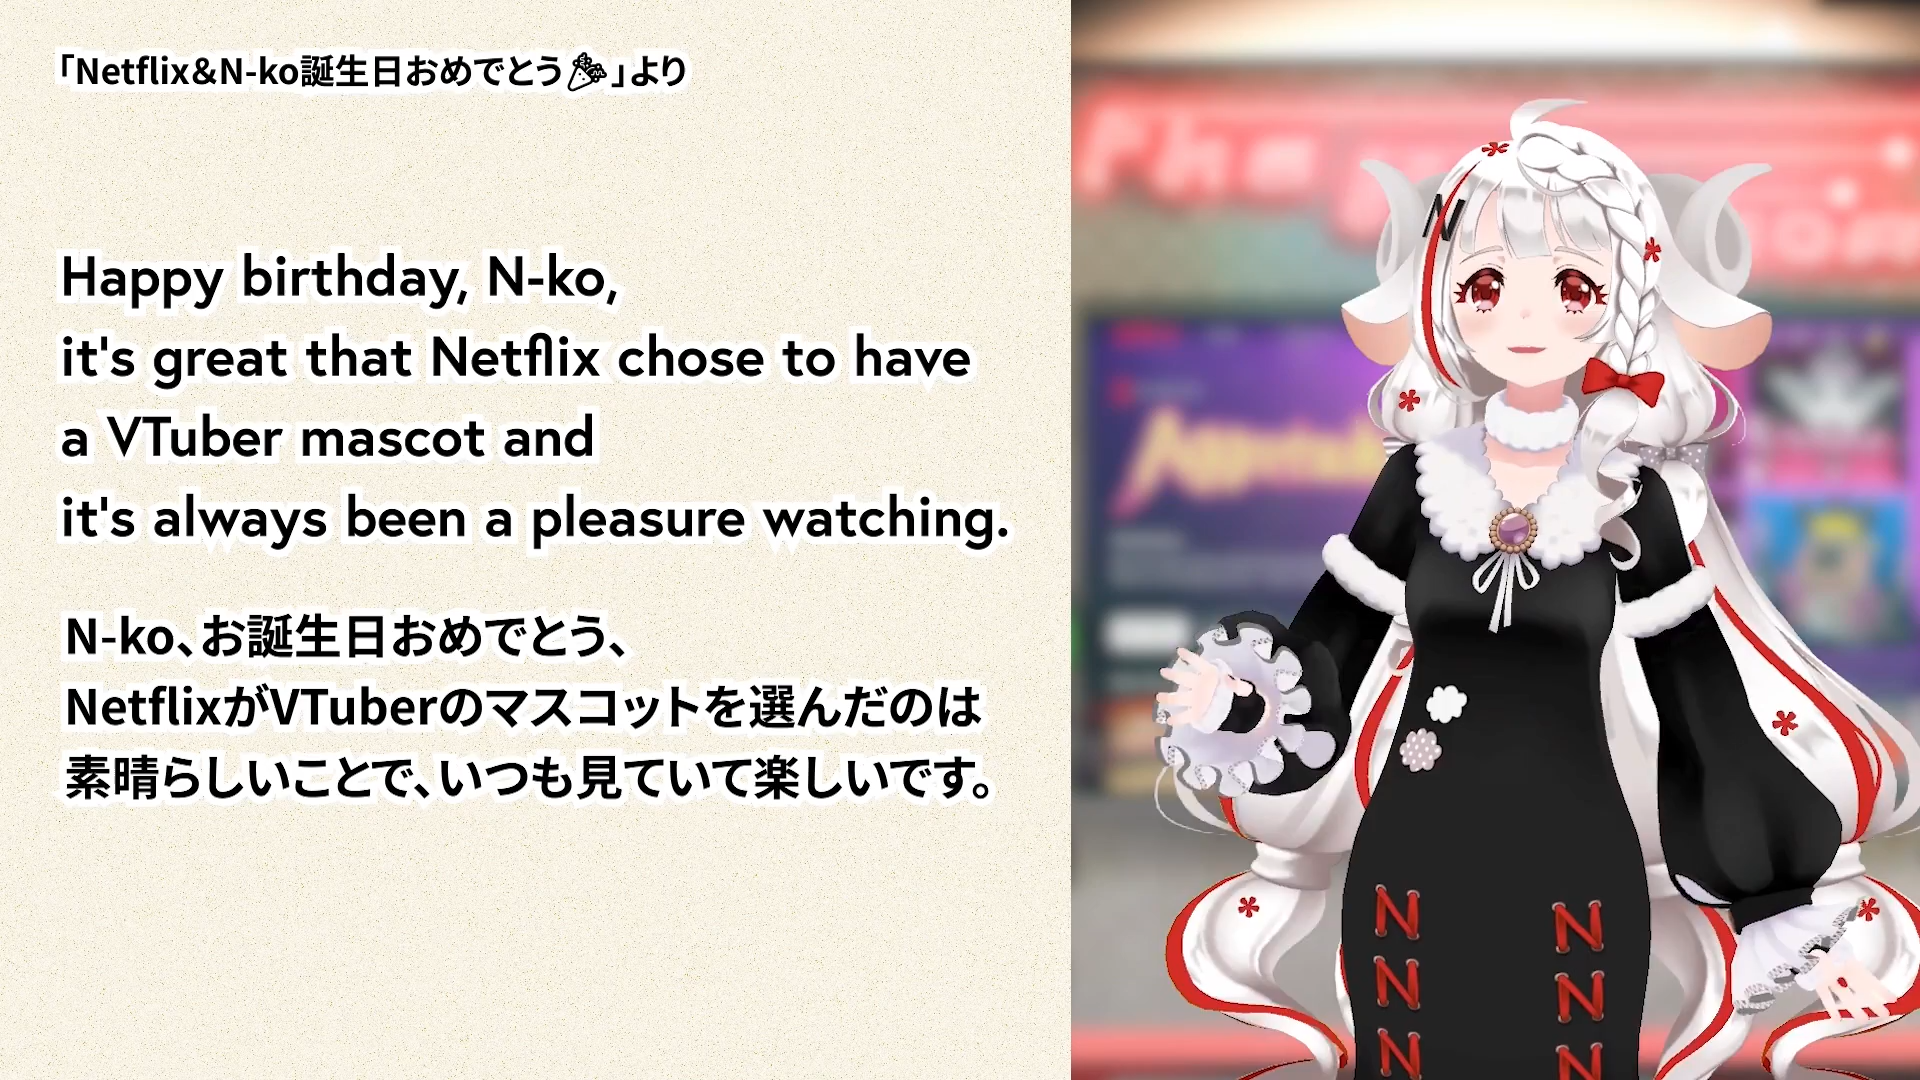 「Netflix&N-ko誕生日おめでとう🎉」より
Happy birthday, N-ko,
it's great that Netflix chose to have
a VTuber mascot and
it's always been a pleasure watching.
N-ko、お誕生日おめでとう、
NetflixがVTuberのマスコットを選んだのは
素晴らしいことで、いつも見ていて楽しいです。
N
N N
N N
N N